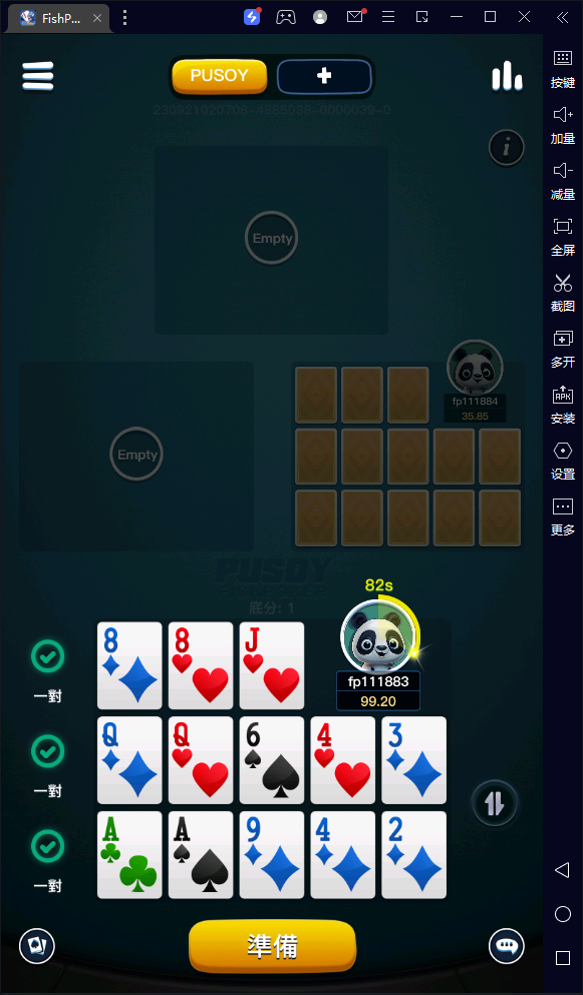 FishP...
PUSOY
230921020708-4885038-0000039-0
i
按键
加量
减量
全屏
截图
多开
APK
安装
设置
更多
Empty
fp111884
35.85
Empty
PUSOY
底分: 1
82s
fp111883
99.20
8 8 J
一對
Q Q 6 4 3
一對
A A 9 4 2
一對
準備